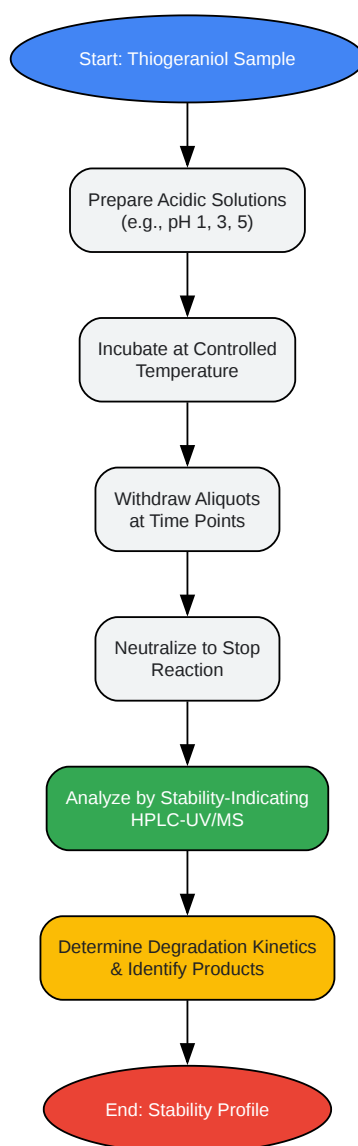 Start: Thiogeraniol Sample
Prepare Acidic Solutions
(e.g., pH 1, 3, 5)
Incubate at Controlled
Temperature
Withdraw Aliquots
at Time Points
Neutralize to Stop
Reaction
Analyze by Stability-Indicating
HPLC-UV/MS
Determine Degradation Kinetics
& Identify Products
End: Stability Profile